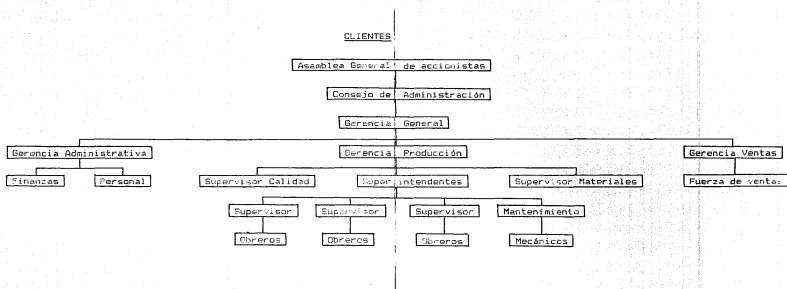 CLIENTES
Asamblea General de accionistas
Consejo de Administración
Gerencia General
Gerencia Administrativa Gerencia Producción Gerencia Ventas
Finanzas Personal Supervisor Calidad Superintendentes Supervisor Materiales Fuerza de ventas
Supervisor Supervisor Supervisor Mantenimiento
Obreros Obreros Obreros Mecánicos